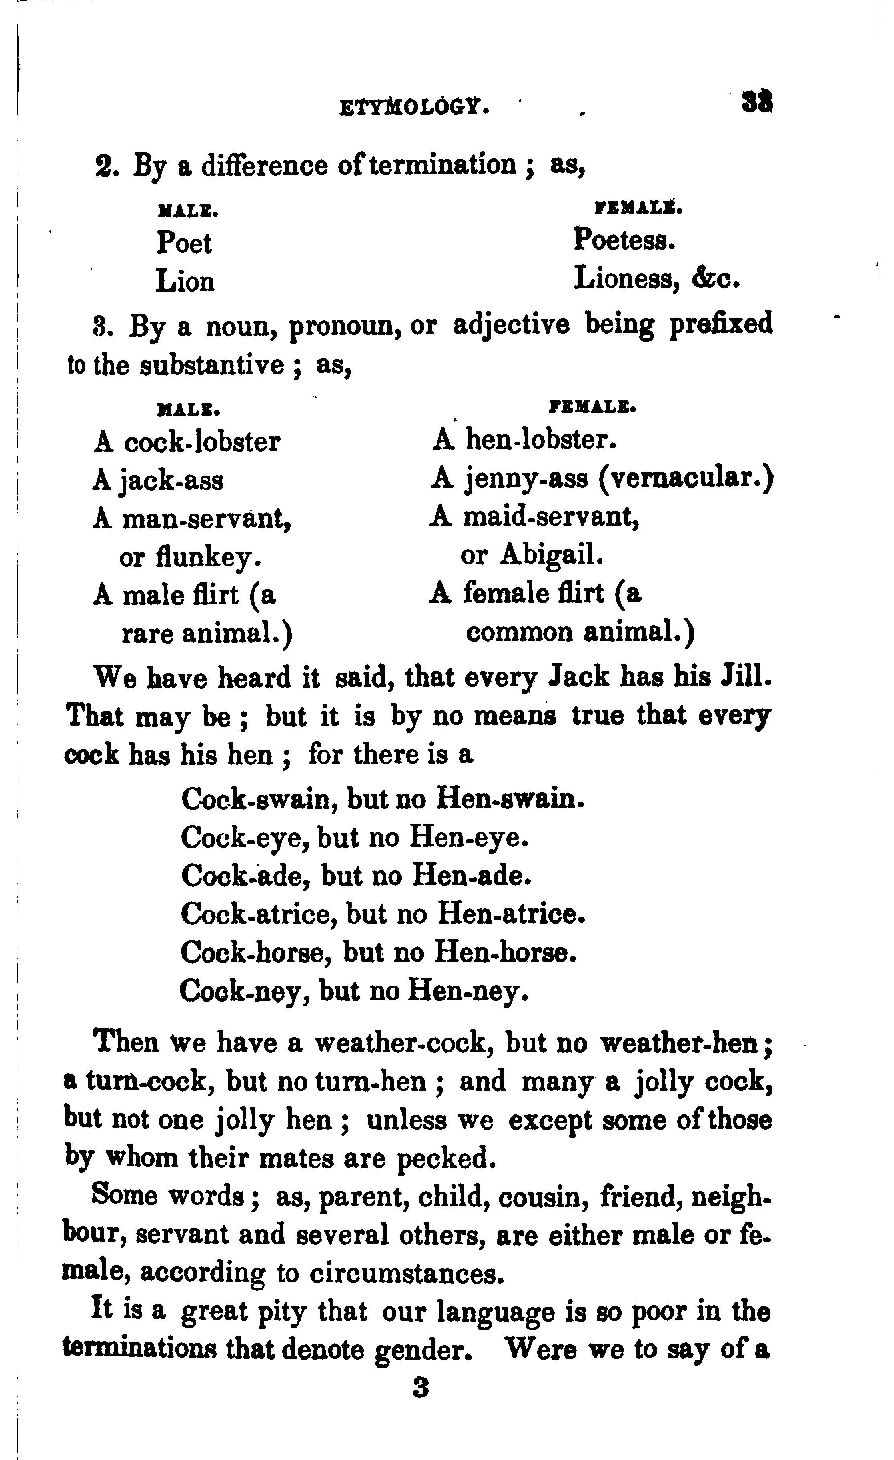 ETYMOLOGY. 33
2. By a difference of termination ; as,
MALE. FEMALE.
Poet Poetess.
Lion Lioness, &c.
3. By a noun, pronoun, or adjective being prefixed
to the substantive ; as,
MALE. FEMALE.
A cock-lobster A hen-lobster.
A jack-ass A jenny-ass (vernacular.)
A man-servant, A maid-servant,
or flunkey. or Abigail.
A male flirt (a A female flirt (a
rare animal.) common animal.)
We have heard it said, that every Jack has his Jill.
That may be ; but it is by no means true that every
cock has his hen ; for there is a
Cock-swain, but no Hen-swain.
Cock-eye, but no Hen-eye.
Cock-ade, but no Hen-ade.
Cock-atrice, but no Hen-atrice.
Cock-horse, but no Hen-horse.
Cock-ney, but no Hen-ney.
Then we have a weather-cock, but no weather-hen ;
a turn-cock, but no turn-hen ; and many a jolly cock,
but not one jolly hen ; unless we except some of those
by whom their mates are pecked.
Some words ; as, parent, child, cousin, friend, neigh-
bour, servant and several others, are either male or fe-
male, according to circumstances.
It is a great pity that our language is so poor in the
terminations that denote gender. Were we to say of a
3